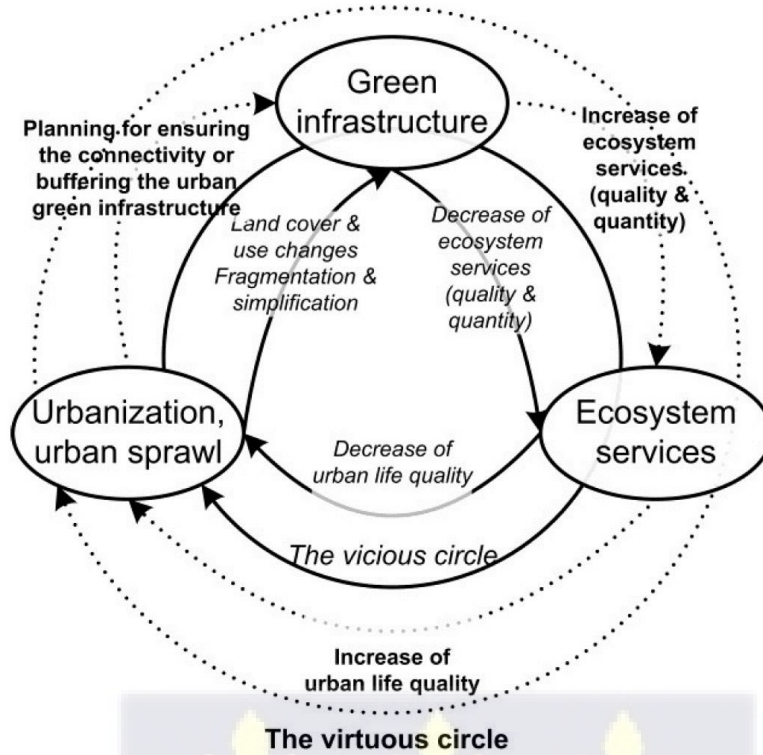 Green
infrastructure
Planning for ensuring
the connectivity or
buffering the urban
green infrastructure
Increase of
ecosystem
services
(quality &
quantity)
Land cover &
use changes
Fragmentation &
simplification
Decrease of
ecosystem
services
(quality &
quantity)
Urbanization,
urban sprawl
Ecosystem
services
Decrease of
urban life quality
The vicious circle
Increase of
urban life quality
The virtuous circle